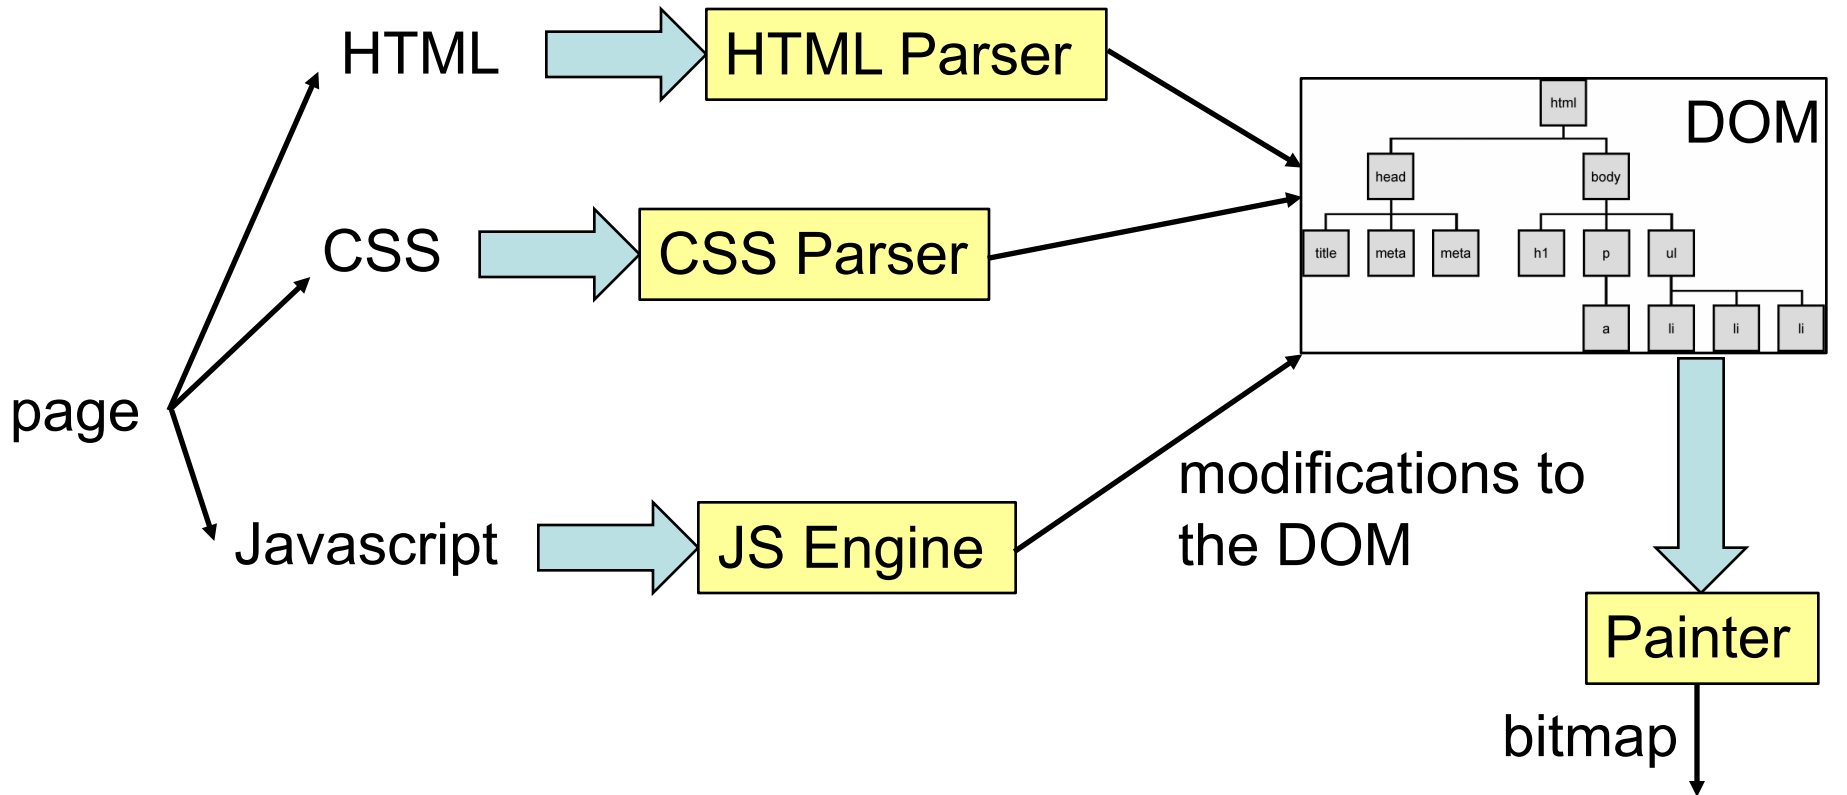 HTML
HTML Parser
DOM
html
head
body
CSS
CSS Parser
title
meta
meta
h1
p
ul
a
li
li
li
page
modifications to
the DOM
Javascript
JS Engine
Painter
bitmap